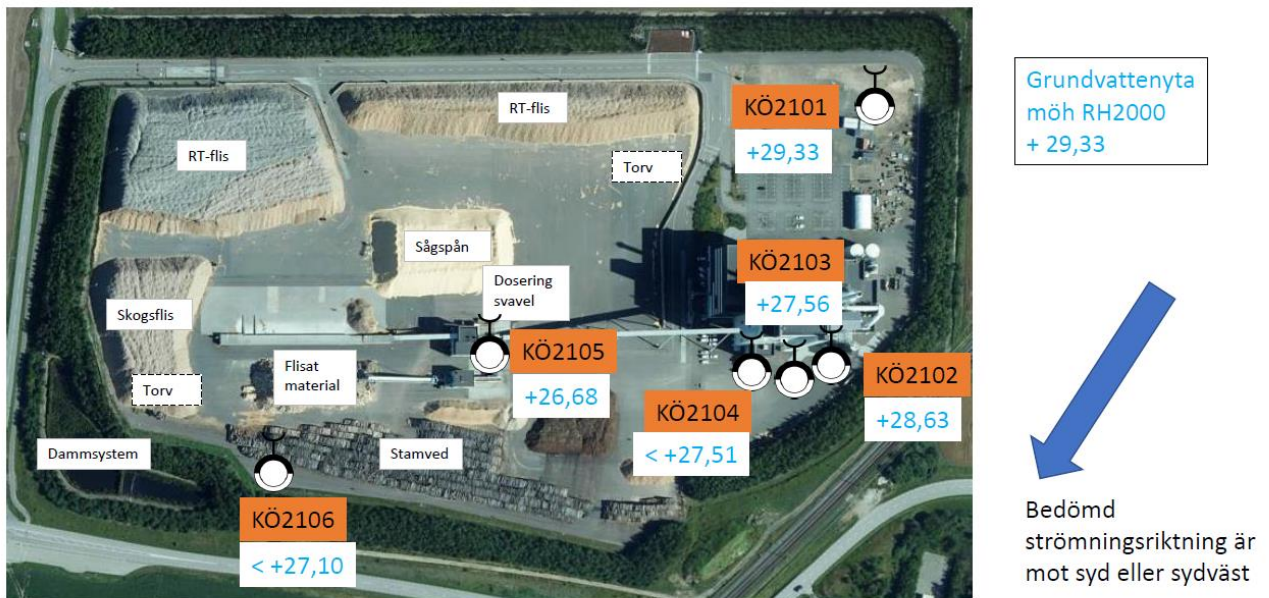 RT-flis
RT-flis
KÖ2101
+29,33
Torv
Sågspån
KÖ2103
+27,56
Dosering
svavel
Skogsflis
KÖ2105
+26,68
Flisat
material
KÖ2102
+28,63
Torv
KÖ2104
< +27,51
Dammsystem
Stamved
KÖ2106
< +27,10
Grundvattenyta
möh RH2000
+ 29,33
Bedömd
strömningsriktning är
mot syd eller sydväst